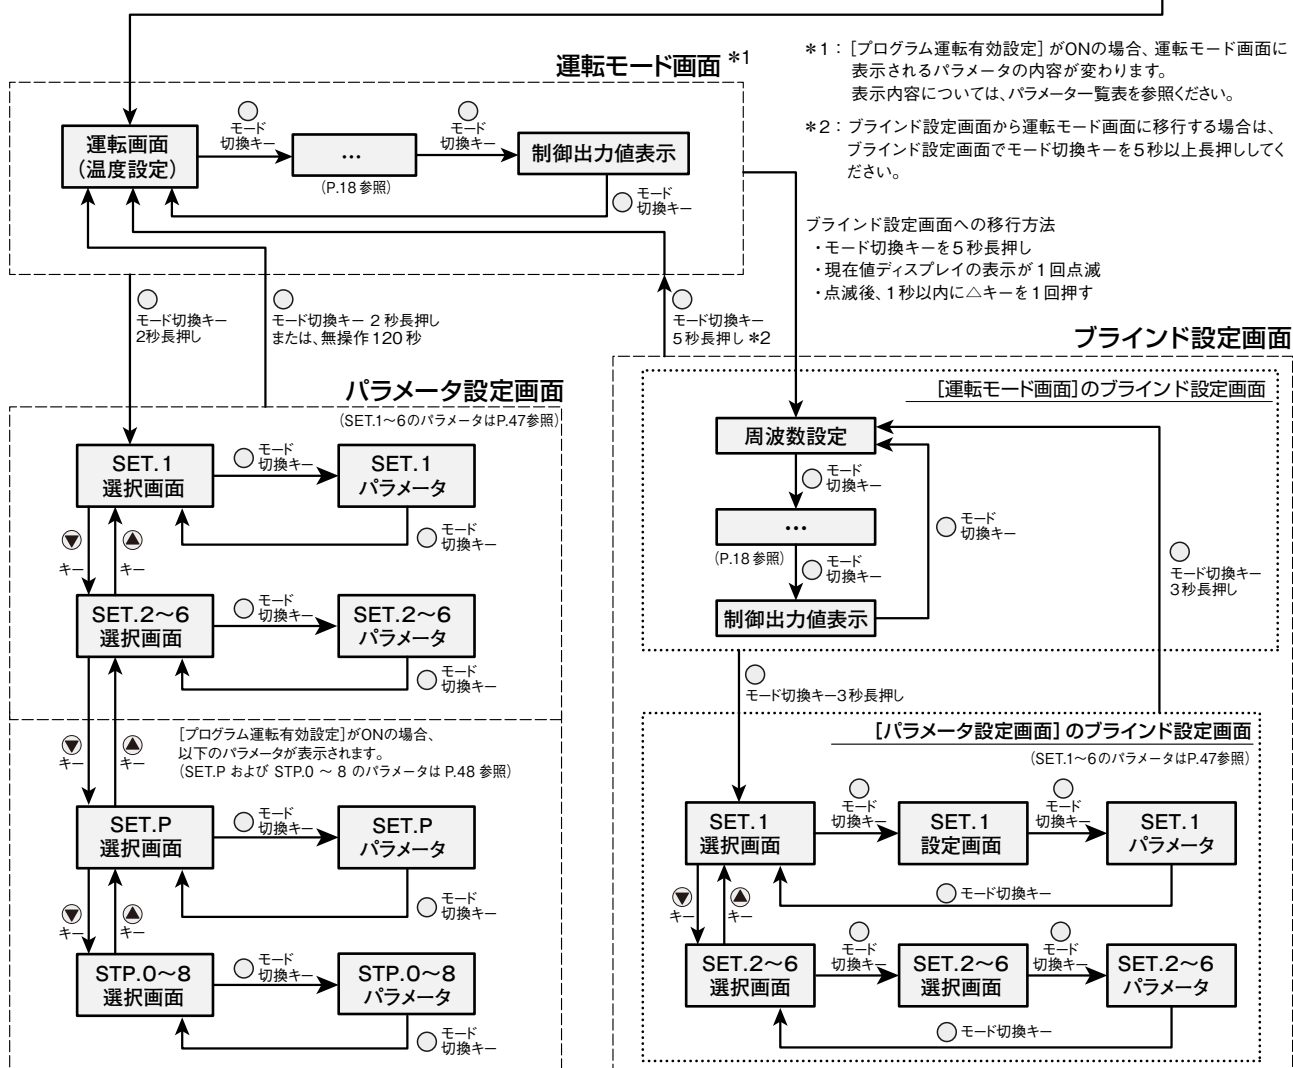 運転モード画面 *1
運転画面
(温度設定)
モード
切換キー
…
(P.18 参照)
モード
切換キー
制御出力値表示
モード
切換キー
*1：[プログラム運転有効設定] がONの場合、運転モード画面に
表示されるパラメータの内容が変わります。
表示内容については、パラメータ一覧表を参照ください。
*2：ブラインド設定画面から運転モード画面に移行する場合は、
ブラインド設定画面でモード切換キーを5秒以上長押ししてく
ださい。
ブラインド設定画面への移行方法
・モード切換キーを5秒長押し
・現在値ディスプレイの表示が1回点滅
・点滅後、1秒以内に△キーを1回押す
モード切換キー
2秒長押し
モード切換キー 2秒長押し
または、無操作120秒
モード切換キー
5秒長押し *2
パラメータ設定画面
(SET.1～6のパラメータはP.47参照)
SET.1
選択画面
モード
切換キー
SET.1
パラメータ
モード
切換キー
▼
キー
▲
キー
SET.2～6
選択画面
モード
切換キー
SET.2～6
パラメータ
モード
切換キー
[プログラム運転有効設定]がONの場合、
以下のパラメータが表示されます。
(SET.P および STP.0 ～ 8 のパラメータは P.48 参照)
▼
キー
▲
キー
SET.P
選択画面
モード
切換キー
SET.P
パラメータ
モード
切換キー
▼
キー
▲
キー
STP.0～8
選択画面
モード
切換キー
STP.0～8
パラメータ
モード
切換キー
ブラインド設定画面
[運転モード画面]のブラインド設定画面
周波数設定
モード
切換キー
…
(P.18 参照)
モード
切換キー
制御出力値表示
モード
切換キー
モード切換キー
3秒長押し
モード切換キー3秒長押し
[パラメータ設定画面] のブラインド設定画面
(SET.1～6のパラメータはP.47参照)
SET.1
選択画面
モード
切換キー
SET.1
設定画面
モード
切換キー
SET.1
パラメータ
モード切換キー
▼
キー
▲
キー
SET.2～6
選択画面
モード
切換キー
SET.2～6
選択画面
モード
切換キー
SET.2～6
パラメータ
モード切換キー